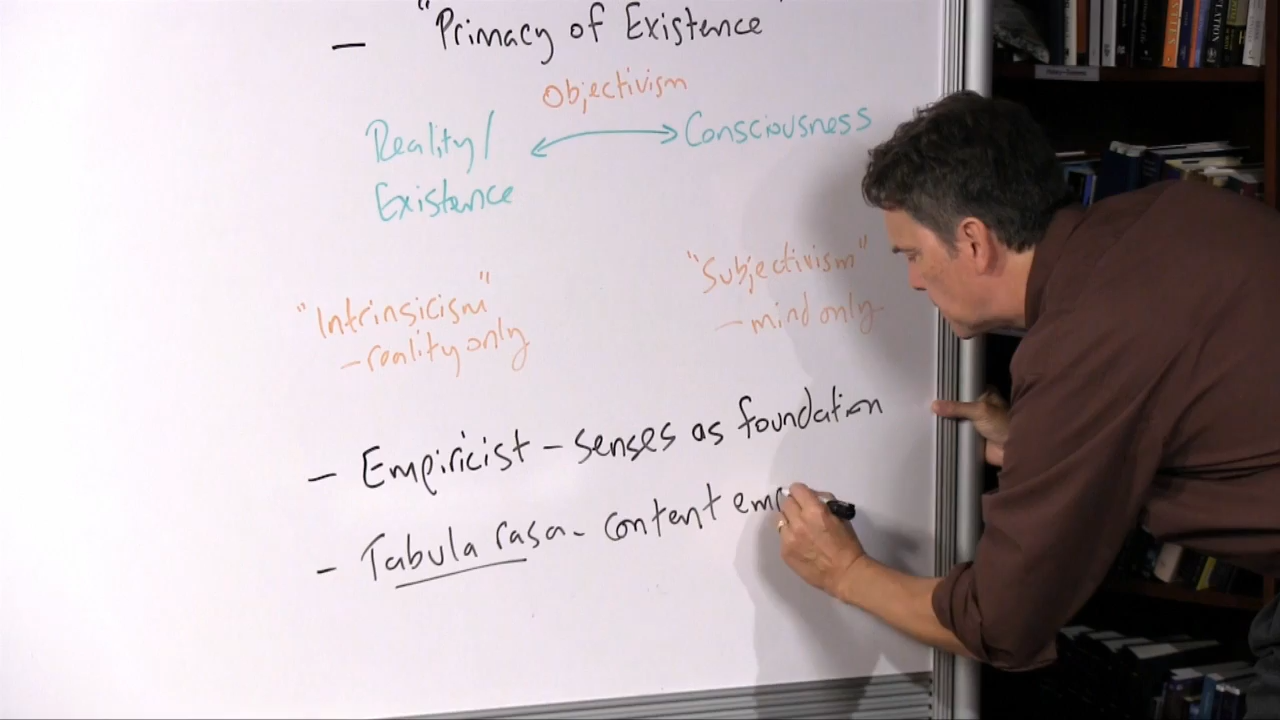 — "Primacy of Existence"
Objectivism
Reality/ Consciousness
Existence
"Intrinsicism" "Subjectivism"
—reality only —mind only
— Empiricist – senses as foundation
— Tabula rasa – content emp